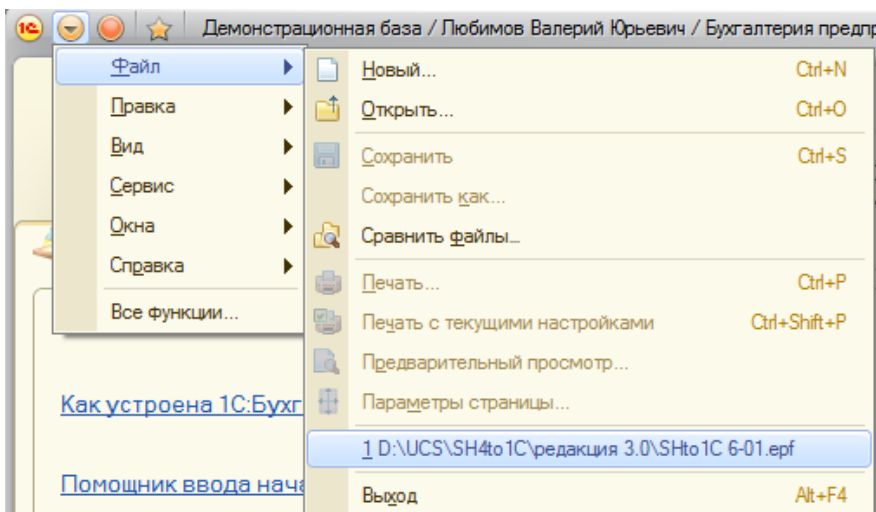 1С Демонстрационная база / Любимов Валерий Юрьевич / Бухгалтерия предпр
Файл
Правка
Вид
Сервис
Окна
Справка
Все функции...
Новый... Ctrl+N
Открыть... Ctrl+O
Сохранить Ctrl+S
Сохранить как...
Сравнить файлы...
Печать... Ctrl+P
Печать с текущими настройками Ctrl+Shift+P
Предварительный просмотр...
Параметры страницы...
1 D:\UCS\SH4to1C\редакция 3.0\SHto1C 6-01.epf
Выход Alt+F4
Как устроена 1С:Бухг
Помощник ввода нача